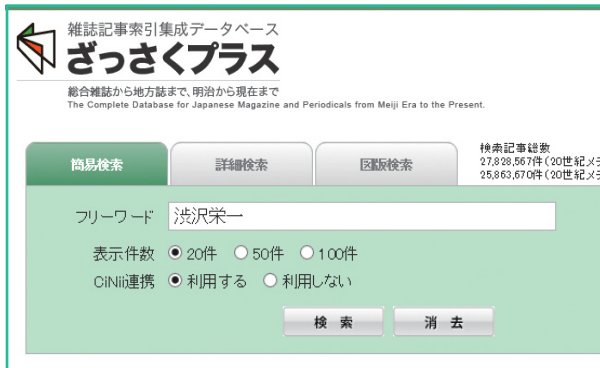 雑誌記事索引集成データベース
ざっさくプラス
総合雑誌から地方誌まで、明治から現在まで
The Complete Database for Japanese Magazine and Periodicals from Meiji Era to the Present.
簡易検索 詳細検索 図版検索
検索記事総数
27,828,567件(20世紀メデ
25,863,670件(20世紀メデ
フリーワード 渋沢栄一
表示件数 20件 50件 100件
CiNii連携 利用する 利用しない
検 索 消 去